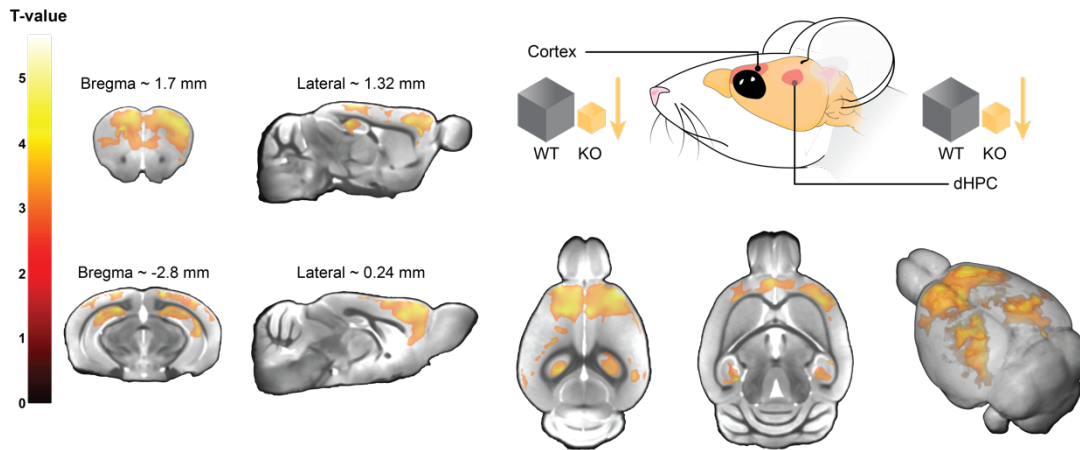 T-value
5
4
3
2
1
0
Bregma ~ 1.7 mm
Lateral ~ 1.32 mm
Bregma ~ -2.8 mm
Lateral ~ 0.24 mm
Cortex
WT KO
WT KO
dHPC